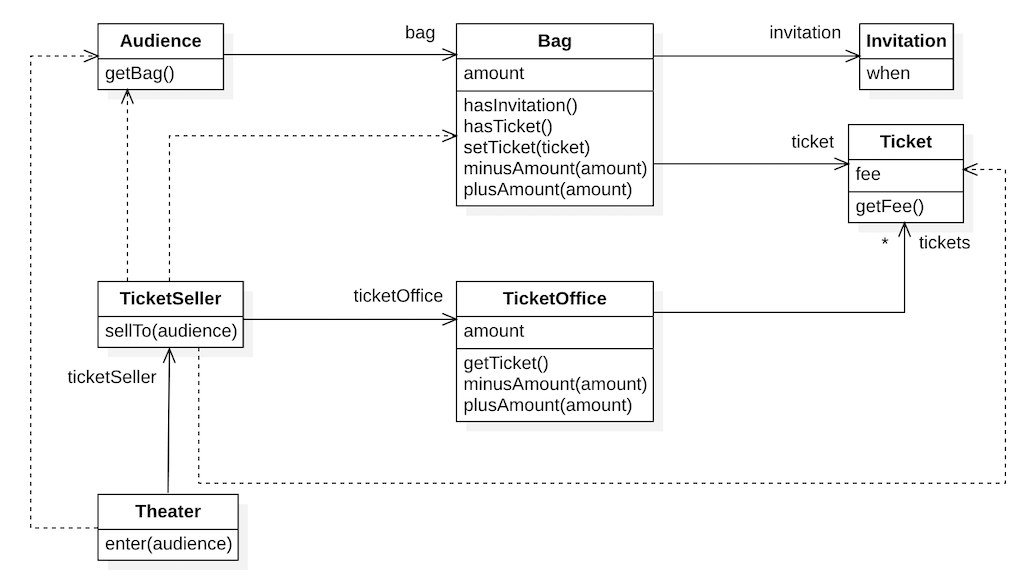 bag
invitation
Audience
getBag()
Bag
amount
hasInvitation()
hasTicket()
setTicket(ticket)
minusAmount(amount)
plusAmount(amount)
Invitation
when
ticket
Ticket
fee
getFee()
* tickets
TicketSeller
sellTo(audience)
ticketOffice
TicketOffice
amount
getTicket()
minusAmount(amount)
plusAmount(amount)
ticketSeller
Theater
enter(audience)